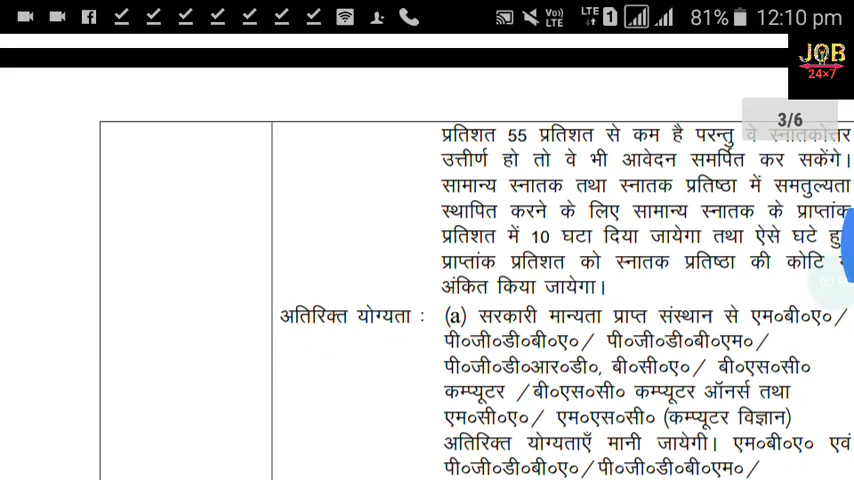 Vo)) LTE LTE 1 81% 12:10 pm
JOB
24×7
3/6
प्रतिशत 55 प्रतिशत से कम है परन्तु वे स्नातकोत्तर
उत्तीर्ण हो तो वे भी आवेदन समर्पित कर सकेंगे।
सामान्य स्नातक तथा स्नातक प्रतिष्ठा में समतुल्यता
स्थापित करने के लिए सामान्य स्नातक के प्राप्तांक
प्रतिशत में 10 घटा दिया जायेगा तथा ऐसे घटे
प्राप्तांक प्रतिशत को स्नातक प्रतिष्ठा की कोटि
अंकित किया जायेगा।
अतिरिक्त योग्यता : (a) सरकारी मान्यता प्राप्त संस्थान से एम०बी०ए०/
पी०जी०डी०बी०ए०/ पी०जी०डी०बी०एम०/
पी०जी०डी०आर०डी०, बी०सी०ए०/ बी०एस०सी०
कम्प्यूटर /बी०एस०सी० कम्प्यूटर ऑनर्स तथा
एम०सी०ए०/ एम०एस०सी० (कम्प्यूटर विज्ञान)
अतिरिक्त योग्यताएँ मानी जायेगी। एम०बी०ए० एवं
पी०जी०डी०बी०ए०/पी०जी०डी०बी०एम०/